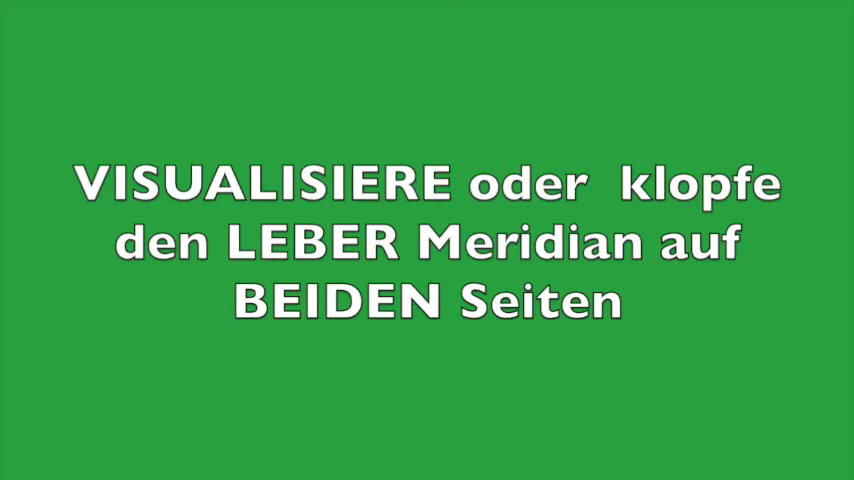 VISUALISIERE oder  klopfe
den LEBER Meridian auf
BEIDEN Seiten